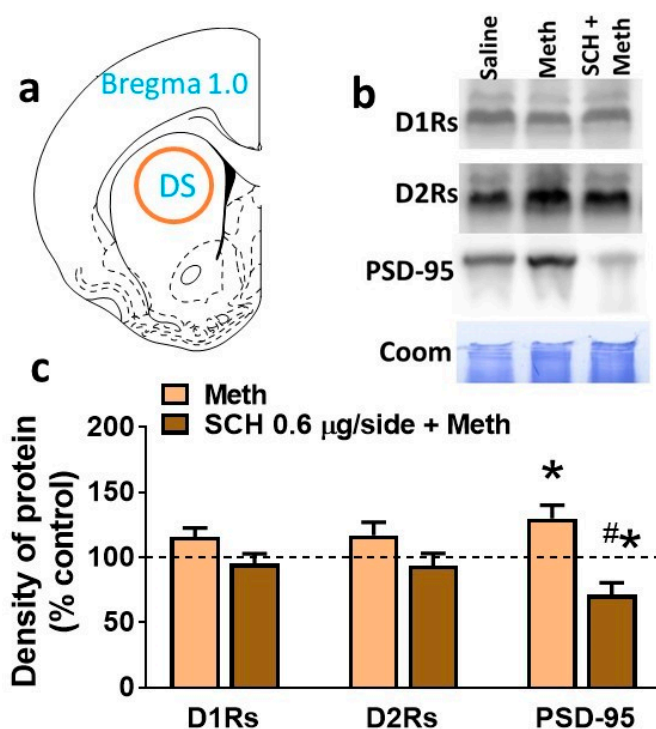 a
Bregma 1.0
DS
b
Saline
Meth
SCH +
Meth
D1Rs
D2Rs
PSD-95
Coom
c
Meth
SCH 0.6 μg/side + Meth
Density of protein
(% control)
200
150
100
50
0
*
#*
D1Rs
D2Rs
PSD-95